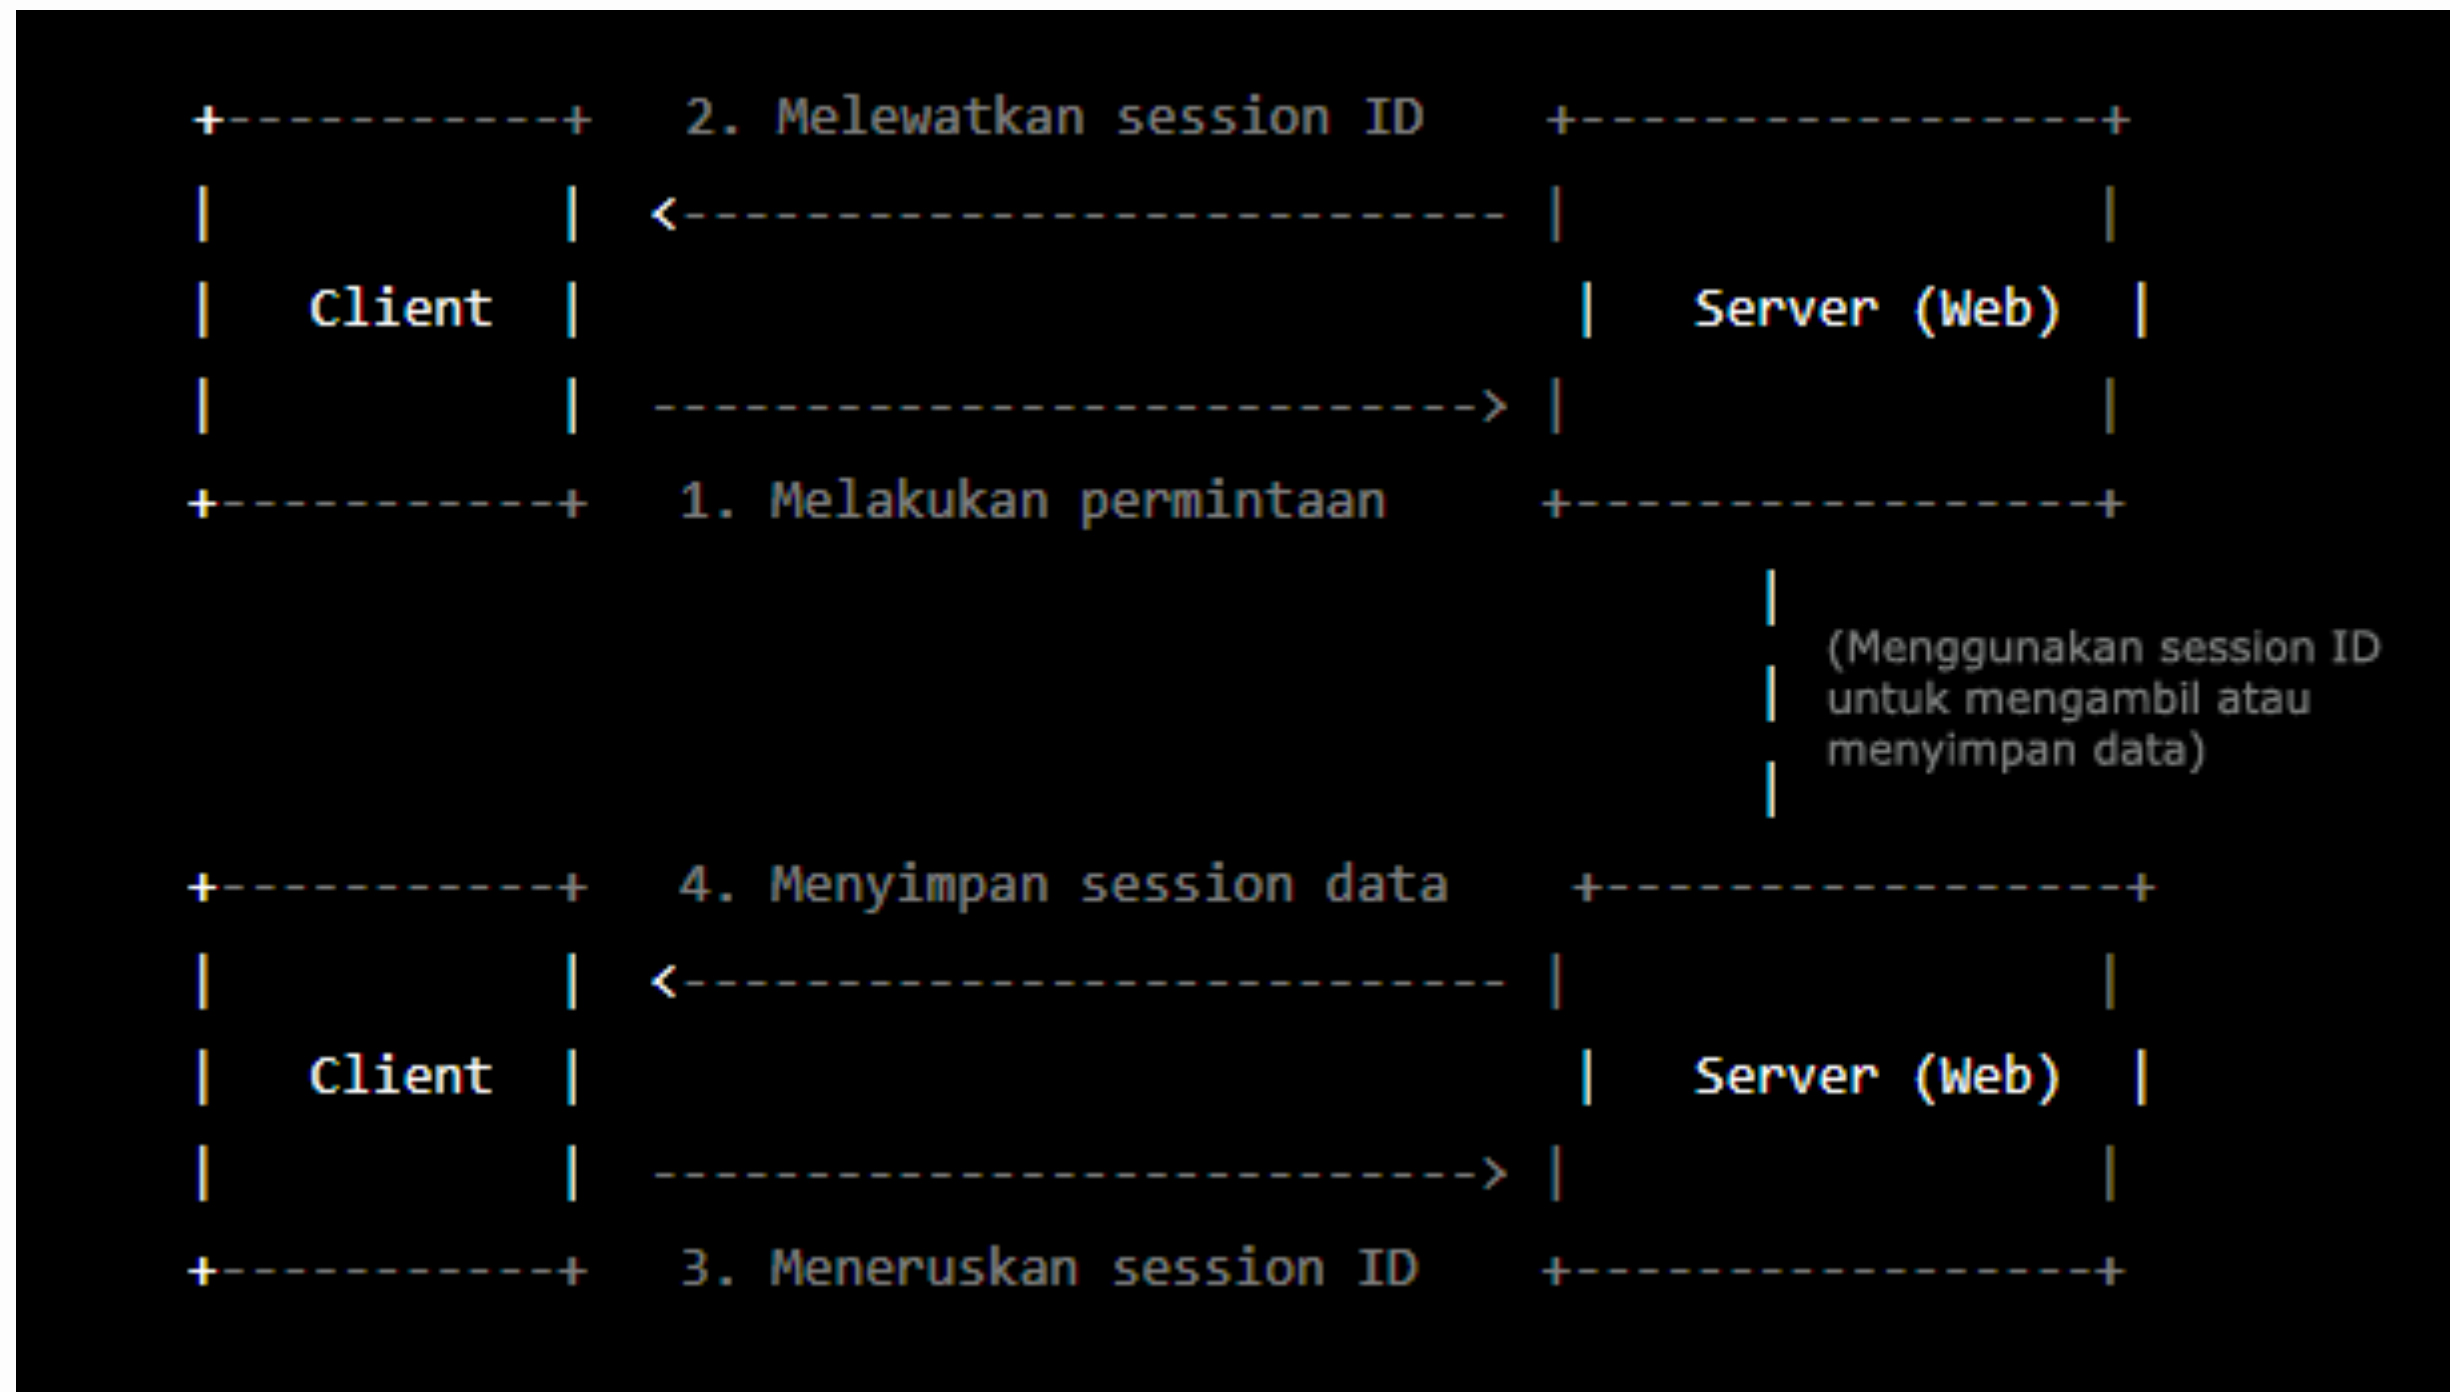 2. Melewatkan session ID
Client
Server (Web)
1. Melakukan permintaan
(Menggunakan session ID
untuk mengambil atau
menyimpan data)
4. Menyimpan session data
Client
Server (Web)
3. Meneruskan session ID